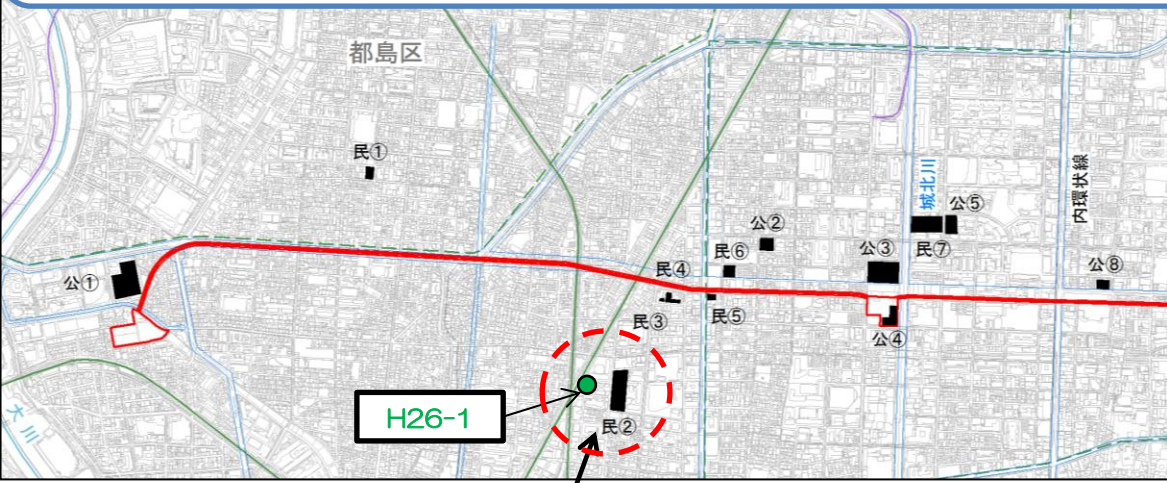 都島区
民①
城北川
公⑤
内環状線
公②
公③
民⑦
民⑥
公⑧
民④
公①
民③
民⑤
公④
H26-1
民②
大川